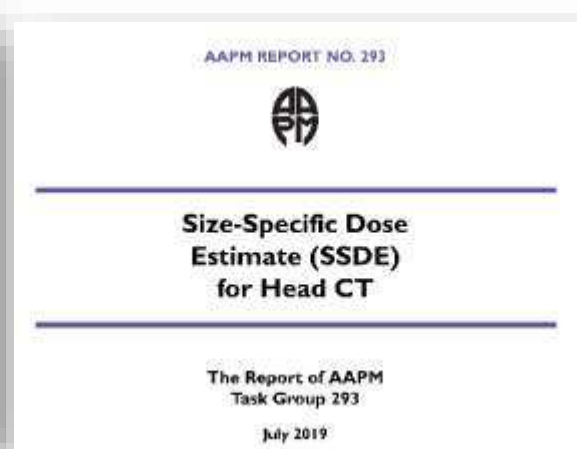 AAPM REPORT NO. 293
AAPM
Size-Specific Dose
Estimate (SSDE)
for Head CT
The Report of AAPM
Task Group 293
July 2019